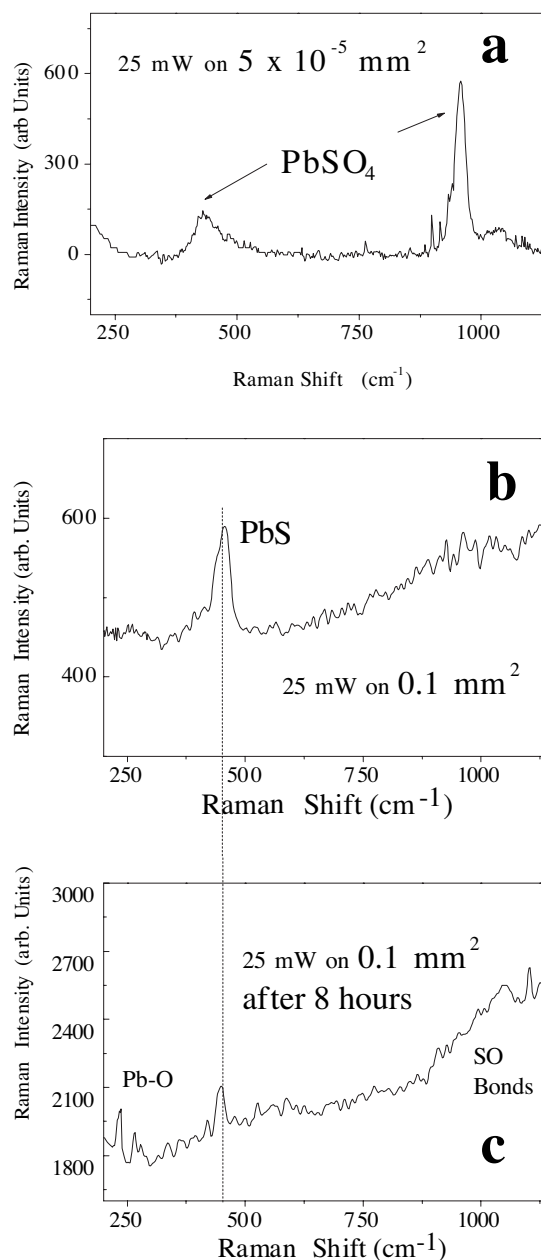 a
25 mW on 5 x 10⁻⁵ mm²
600
300
0
PbSO₄
Raman Intensity (arb Units)
250 500 750 1000
Raman Shift (cm⁻¹)
b
600
400
PbS
25 mW on 0.1 mm²
Raman Intensity (arb. Units)
250 500 750 1000
Raman Shift (cm⁻¹)
3000
2700
2400
2100
1800
25 mW on 0.1 mm²
after 8 hours
Pb-O
SO
Bonds
c
Raman Intensity (arb. Units)
250 500 750 1000
Raman Shift (cm⁻¹)